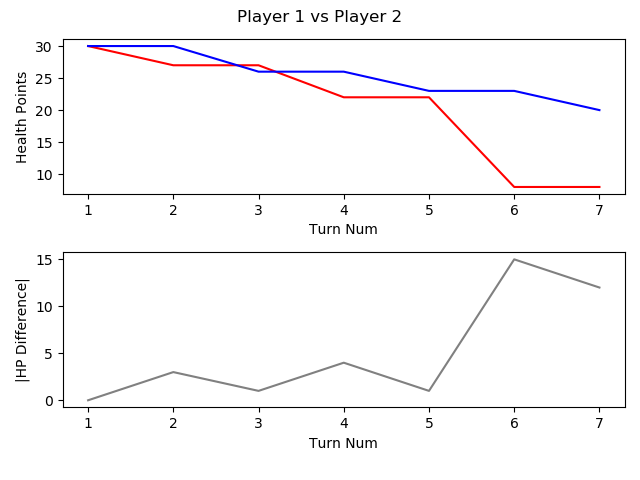 Player 1 vs Player 2
30
25
20
15
10
Health Points
1 2 3 4 5 6 7
Turn Num
15
10
5
0
|HP Difference|
1 2 3 4 5 6 7
Turn Num